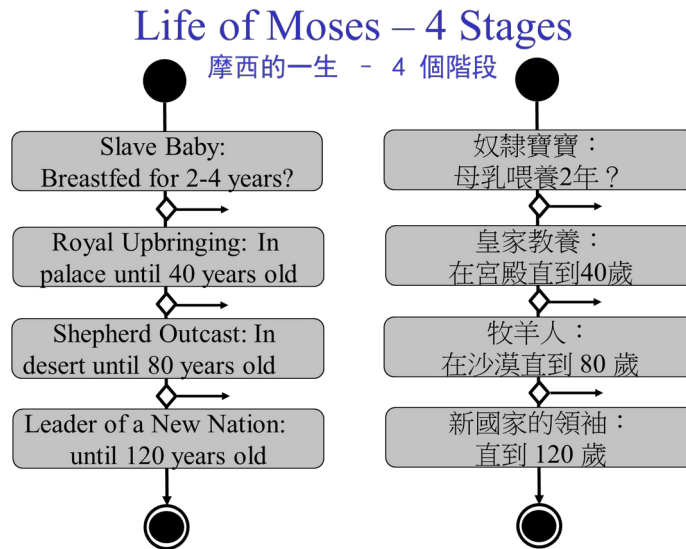 Life of Moses – 4 Stages
摩西的一生 - 4 個階段
Slave Baby:
Breastfed for 2-4 years?
Royal Upbringing: In
palace until 40 years old
Shepherd Outcast: In
desert until 80 years old
Leader of a New Nation:
until 120 years old
奴隸寶寶：
母乳喂養2年？
皇家教養：
在宮殿直到40歲
牧羊人：
在沙漠直到 80 歲
新國家的領袖：
直到 120 歲